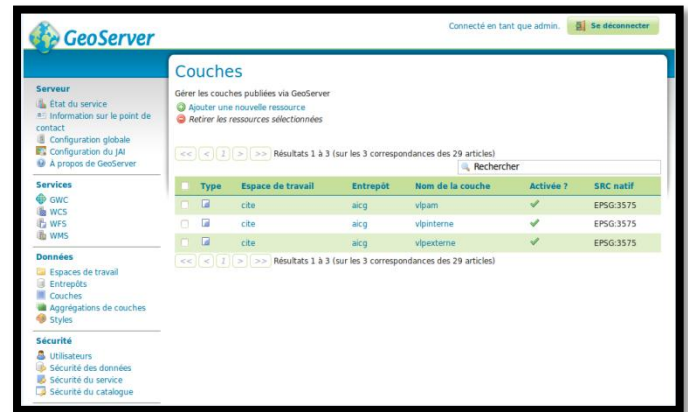 GeoServer
Connecté en tant que admin.
Se déconnecter
Serveur
État du service
Information sur le point de
contact
Configuration globale
Configuration du JAI
À propos de GeoServer
Services
GWC
WCS
WFS
WMS
Données
Espaces de travail
Entrepôts
Couches
Aggrégations de couches
Styles
Sécurité
Utilisateurs
Sécurité des données
Sécurité du service
Sécurité du catalogue
Couches
Gérer les couches publiées via GeoServer
Ajouter une nouvelle ressource
Retirer les ressources sélectionnées
<< < 1 > >> Résultats 1 à 3 (sur les 3 correspondances des 29 articles)
Rechercher
Type Espace de travail Entrepôt Nom de la couche Activée ? SRC natif
cite aicg vlpam EPSG:3575
cite aicg vlpinterne EPSG:3575
cite aicg vlpexterne EPSG:3575
<< < 1 > >> Résultats 1 à 3 (sur les 3 correspondances des 29 articles)